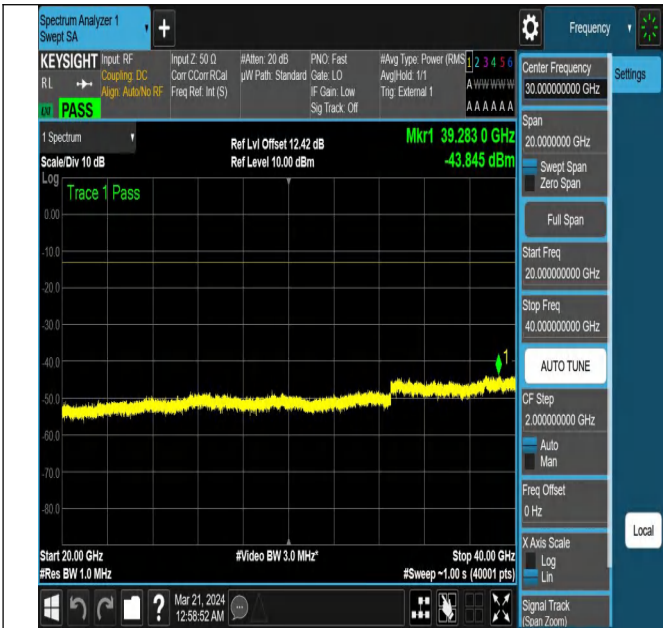 Spectrum Analyzer 1
Swept SA
+
Frequency
KEYSIGHT
RL
PASS
Input: RF
Coupling: DC
Align: Auto/No RF
Input Z: 50 Ω
Corr CCorr RCal
Freq Ref: Int (S)
#Atten: 20 dB
µW Path: Standard
PNO: Fast
Gate: LO
IF Gain: Low
Sig Track: Off
#Avg Type: Power (RMS
Avg|Hold: 1/1
Trig: External 1
1 2 3 4 5 6
A W W W W W
A A A A A A
1 Spectrum
Scale/Div 10 dB
Ref Lvl Offset 12.42 dB
Ref Level 10.00 dBm
Mkr1 39.283 0 GHz
-43.845 dBm
Log
Trace 1 Pass
0.00
-10.0
-20.0
-30.0
-40.0
-50.0
-60.0
-70.0
-80.0
1
Start 20.00 GHz
#Res BW 1.0 MHz
#Video BW 3.0 MHz*
Stop 40.00 GHz
#Sweep ~1.00 s (40001 pts)
?
Mar 21, 2024
12:58:52 AM
Center Frequency
30.000000000 GHz
Settings
Span
20.0000000 GHz
Swept Span
Zero Span
Full Span
Start Freq
20.000000000 GHz
Stop Freq
40.000000000 GHz
AUTO TUNE
CF Step
2.000000000 GHz
Auto
Man
Freq Offset
0 Hz
Local
X Axis Scale
Log
Lin
Signal Track
(Span Zoom)